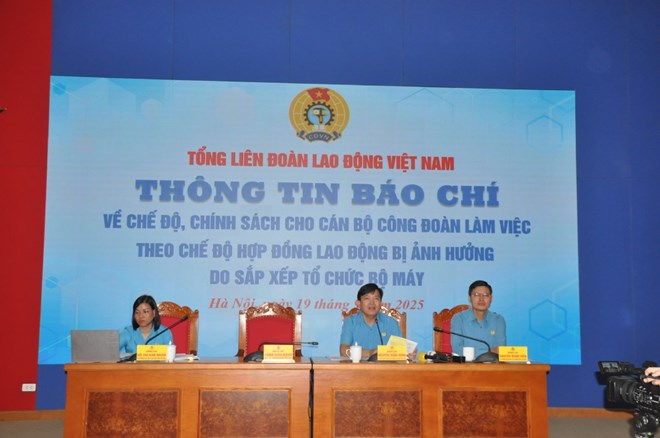 TỔNG LIÊN ĐOÀN LAO ĐỘNG VIỆT NAM
THÔNG TIN BÁO CHÍ
VỀ CHẾ ĐỘ, CHÍNH SÁCH CHO CÁN BỘ CÔNG ĐOÀN LÀM VIỆC
THEO CHẾ ĐỘ HỢP ĐỒNG LAO ĐỘNG BỊ ẢNH HƯỞNG
DO SẮP XẾP TỔ CHỨC BỘ MÁY
Hà Nội, ngày 19 tháng 2025